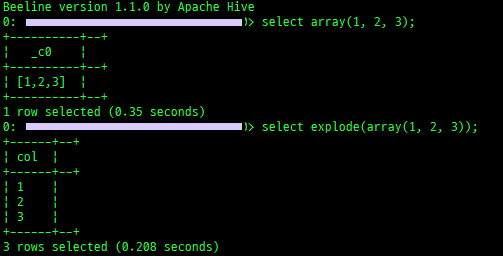 Beeline version 1.1.0 by Apache Hive
0: )> select array(1, 2, 3);
+----------+--+
¦   _c0    ¦
+----------+--+
¦ [1,2,3]  ¦
+----------+--+
1 row selected (0.35 seconds)
0: )> select explode(array(1, 2, 3));
+------+--+
¦ col  ¦
+------+--+
¦ 1    ¦
¦ 2    ¦
¦ 3    ¦
+------+--+
3 rows selected (0.208 seconds)